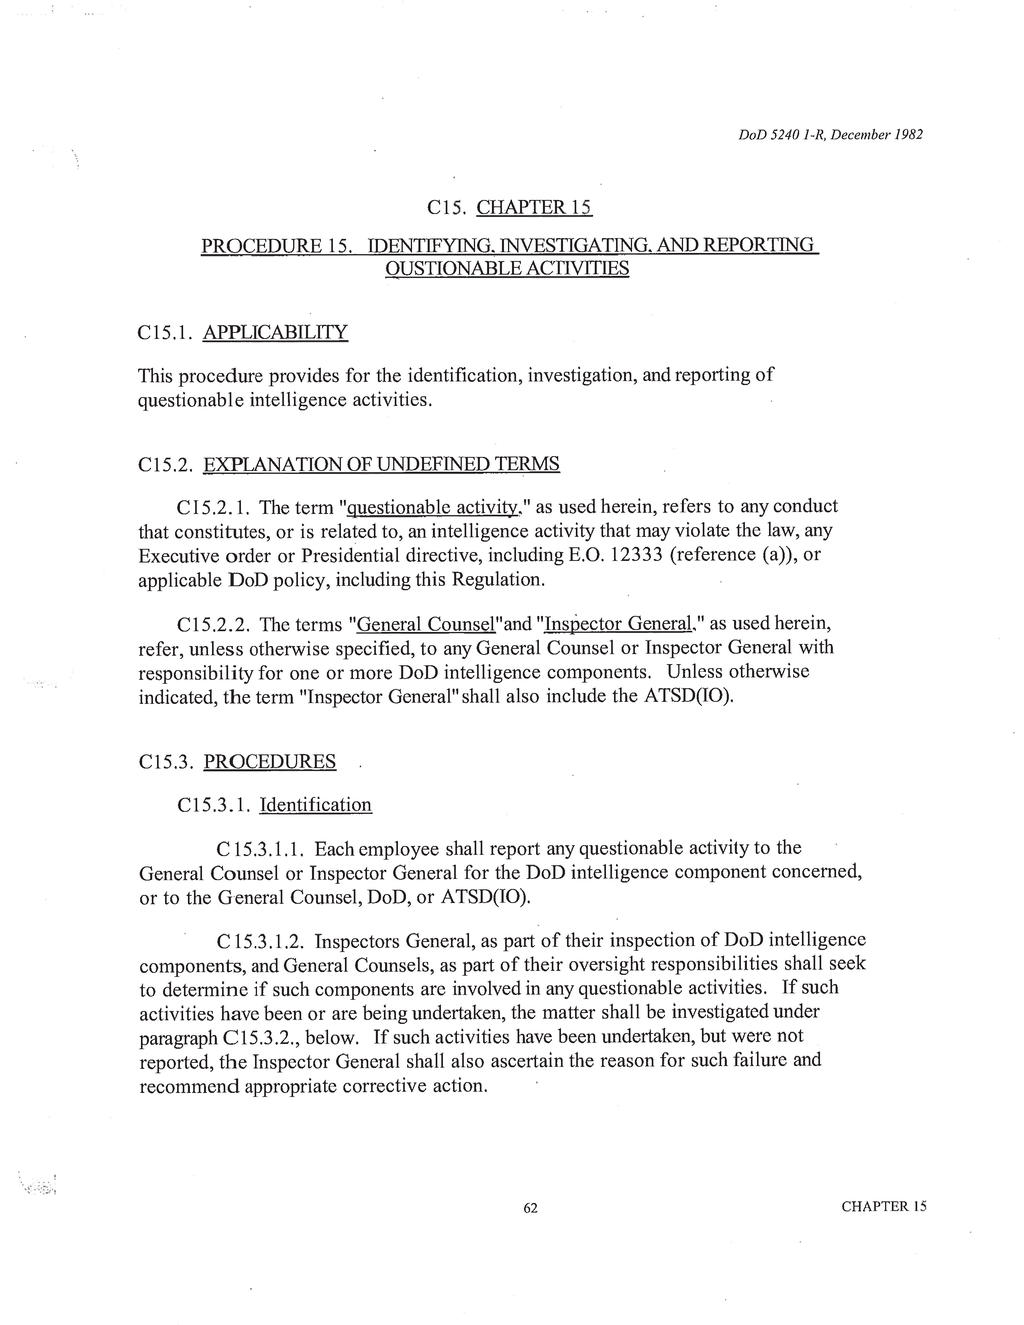 DoD 5240 1-R, December 1982
C15. CHAPTER 15
PROCEDURE 15. IDENTIFYING, INVESTIGATING, AND REPORTING
QUSTIONABLE ACTIVITIES
C15.1. APPLICABILITY
This procedure provides for the identification, investigation, and reporting of
questionable intelligence activities.
C15.2. EXPLANATION OF UNDEFINED TERMS
C15.2.1. The term "questionable activity," as used herein, refers to any conduct
that constitutes, or is related to, an intelligence activity that may violate the law, any
Executive order or Presidential directive, including E.O. 12333 (reference (a)), or
applicable DoD policy, including this Regulation.
C15.2.2. The terms "General Counsel"and "Inspector General," as used herein,
refer, unless otherwise specified, to any General Counsel or Inspector General with
responsibility for one or more DoD intelligence components. Unless otherwise
indicated, the term "Inspector General" shall also include the ATSD(IO).
C15.3. PROCEDURES
C15.3.1. Identification
C15.3.1.1. Each employee shall report any questionable activity to the
General Counsel or Inspector General for the DoD intelligence component concerned,
or to the General Counsel, DoD, or ATSD(IO).
C15.3.1.2. Inspectors General, as part of their inspection of DoD intelligence
components, and General Counsels, as part of their oversight responsibilities shall seek
to determine if such components are involved in any questionable activities. If such
activities have been or are being undertaken, the matter shall be investigated under
paragraph C15.3.2., below. If such activities have been undertaken, but were not
reported, the Inspector General shall also ascertain the reason for such failure and
recommend appropriate corrective action.
62
CHAPTER 15